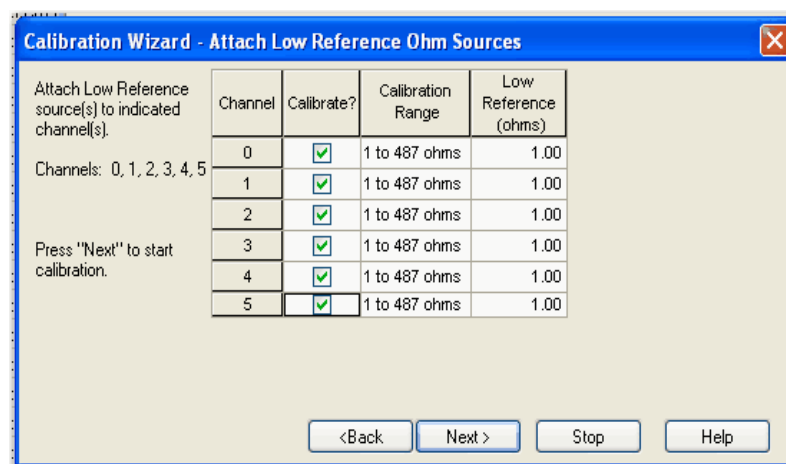 Calibration Wizard - Attach Low Reference Ohm Sources
Attach Low Reference
source(s) to indicated
channel(s).
Channels: 0, 1, 2, 3, 4, 5
Press "Next" to start
calibration.
Channel Calibrate? Calibration Range Low Reference (ohms)
0 1 to 487 ohms 1.00
1 1 to 487 ohms 1.00
2 1 to 487 ohms 1.00
3 1 to 487 ohms 1.00
4 1 to 487 ohms 1.00
5 1 to 487 ohms 1.00
<Back Next > Stop Help